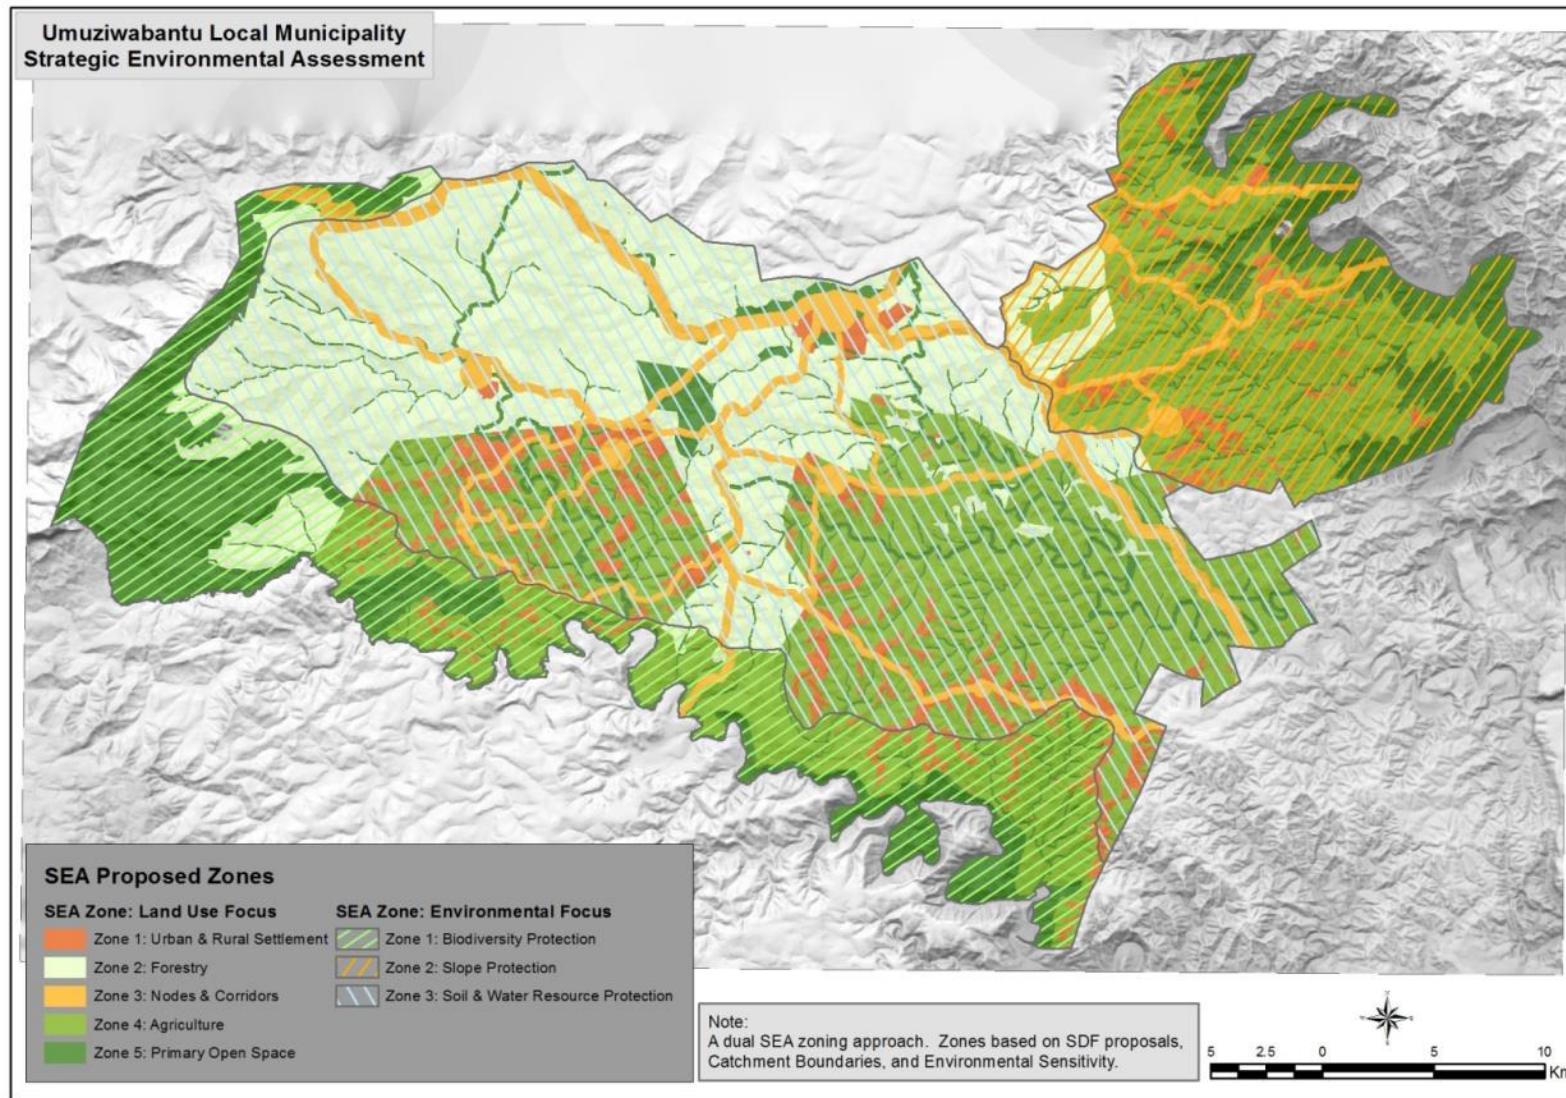 Umuziwabantu Local Municipality
Strategic Environmental Assessment
SEA Proposed Zones
SEA Zone: Land Use Focus
Zone 1: Urban & Rural Settlement
Zone 2: Forestry
Zone 3: Nodes & Corridors
Zone 4: Agriculture
Zone 5: Primary Open Space
SEA Zone: Environmental Focus
Zone 1: Biodiversity Protection
Zone 2: Slope Protection
Zone 3: Soil & Water Resource Protection
Note:
A dual SEA zoning approach. Zones based on SDF proposals,
Catchment Boundaries, and Environmental Sensitivity.
5 2.5 0 5 10
Km